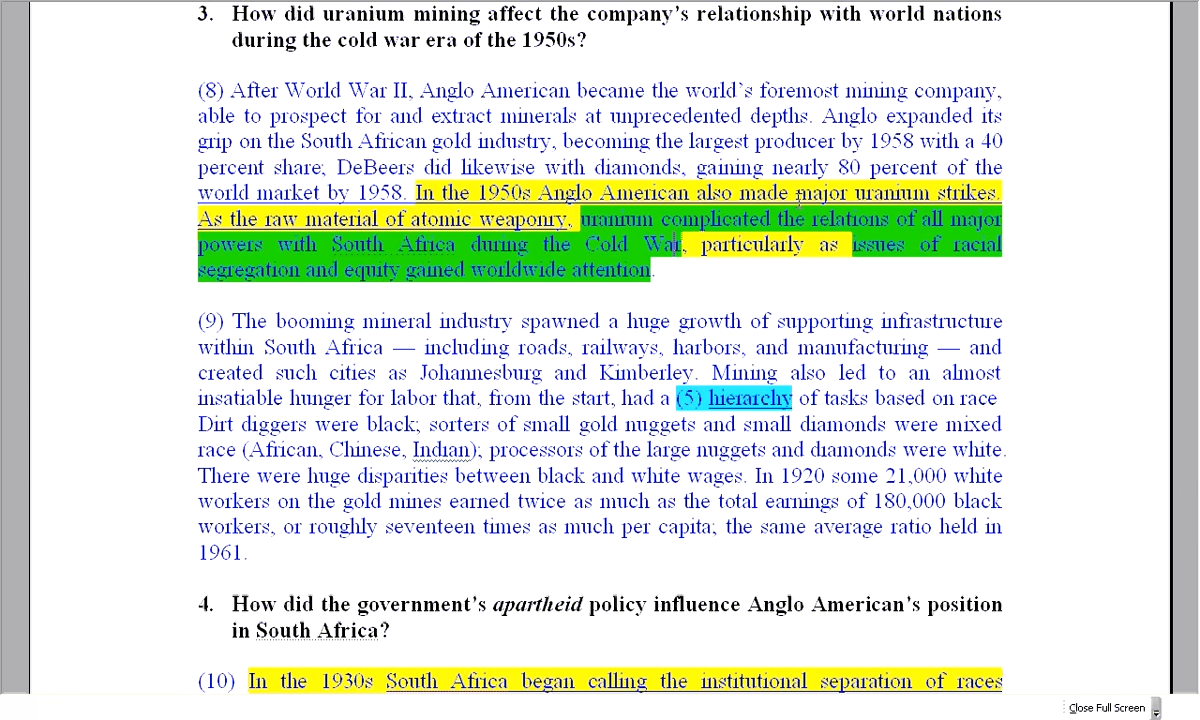 3. How did uranium mining affect the company's relationship with world nations
during the cold war era of the 1950s?
(8) After World War II, Anglo American became the world's foremost mining company,
able to prospect for and extract minerals at unprecedented depths. Anglo expanded its
grip on the South African gold industry, becoming the largest producer by 1958 with a 40
percent share; DeBeers did likewise with diamonds, gaining nearly 80 percent of the
world market by 1958. In the 1950s Anglo American also made major uranium strikes.
As the raw material of atomic weaponry, uranium complicated the relations of all major
powers with South Africa during the Cold War, particularly as issues of racial
segregation and equity gained worldwide attention.
(9) The booming mineral industry spawned a huge growth of supporting infrastructure
within South Africa — including roads, railways, harbors, and manufacturing — and
created such cities as Johannesburg and Kimberley. Mining also led to an almost
insatiable hunger for labor that, from the start, had a (5) hierarchy of tasks based on race
Dirt diggers were black; sorters of small gold nuggets and small diamonds were mixed
race (African, Chinese, Indian); processors of the large nuggets and diamonds were white.
There were huge disparities between black and white wages. In 1920 some 21,000 white
workers on the gold mines earned twice as much as the total earnings of 180,000 black
workers, or roughly seventeen times as much per capita; the same average ratio held in
1961.
4. How did the government's apartheid policy influence Anglo American's position
in South Africa?
(10) In the 1930s South Africa began calling the institutional separation of races
Close Full Screen